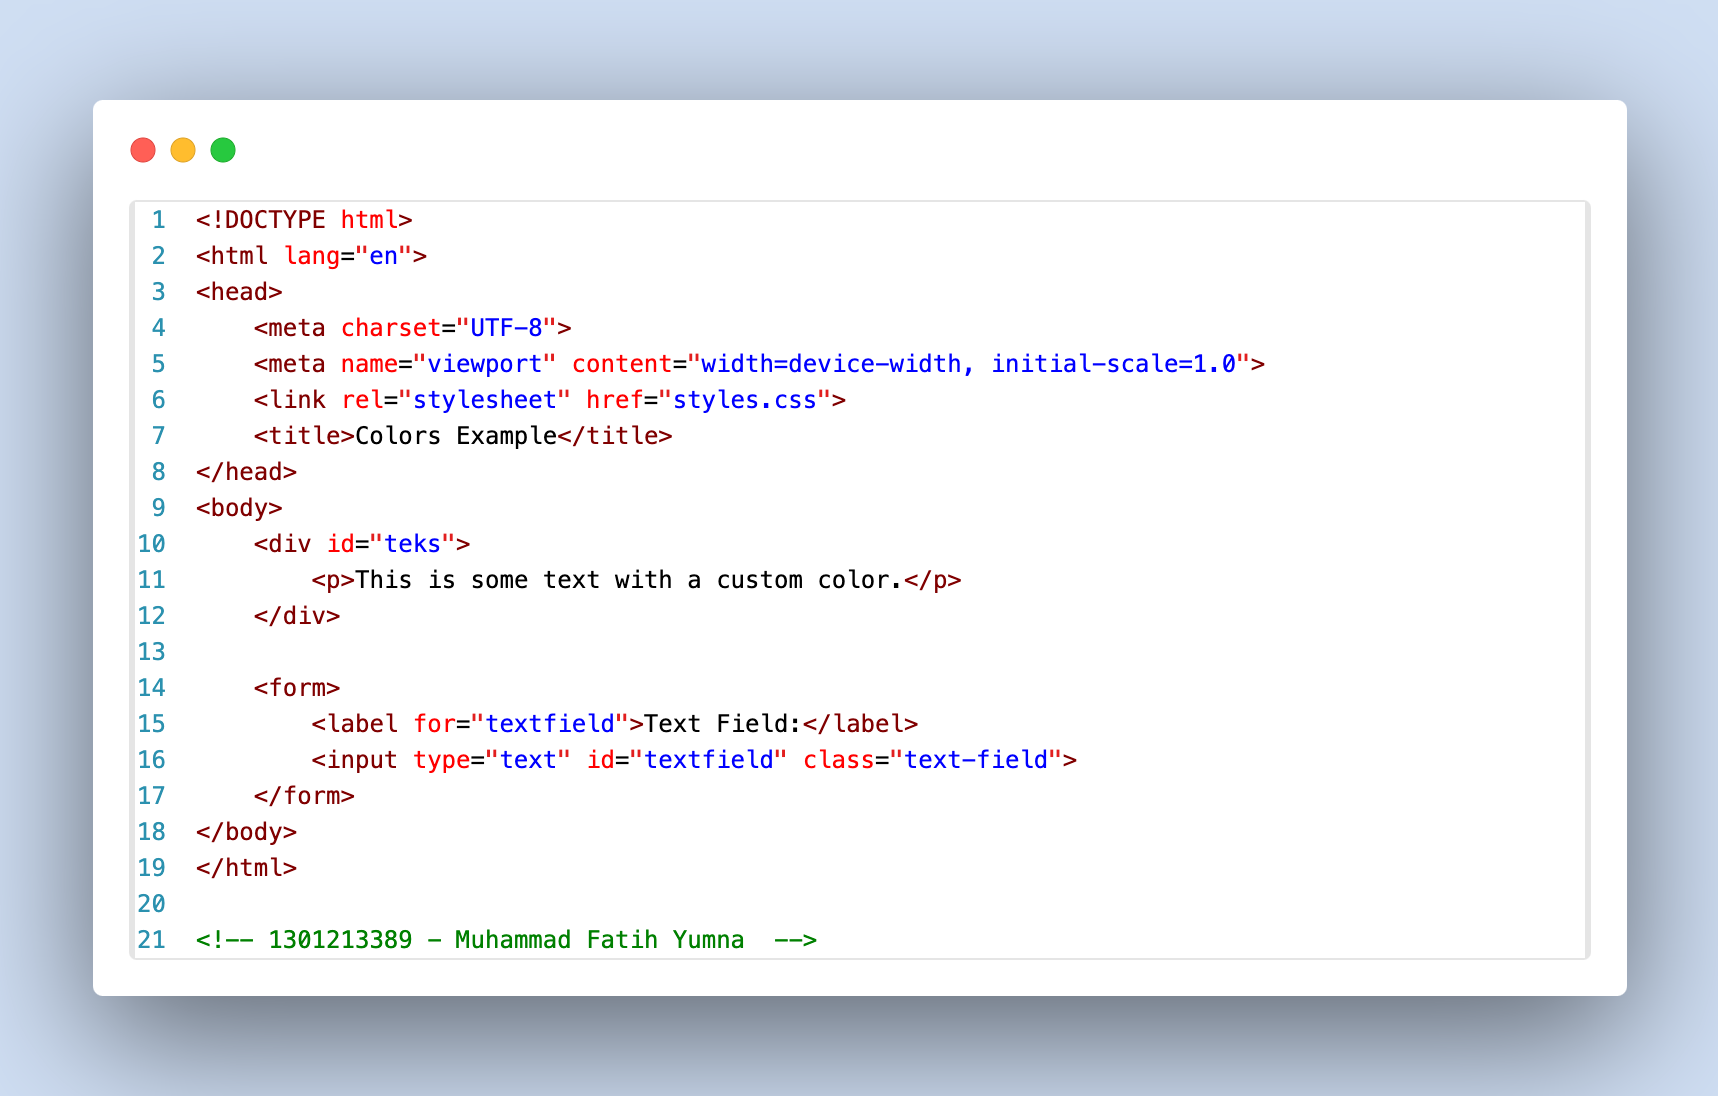 1 <!DOCTYPE html>
2 <html lang="en">
3 <head>
4     <meta charset="UTF-8">
5     <meta name="viewport" content="width=device-width, initial-scale=1.0">
6     <link rel="stylesheet" href="styles.css">
7     <title>Colors Example</title>
8 </head>
9 <body>
10     <div id="teks">
11         <p>This is some text with a custom color.</p>
12     </div>
13
14     <form>
15         <label for="textfield">Text Field:</label>
16         <input type="text" id="textfield" class="text-field">
17     </form>
18 </body>
19 </html>
20
21 <!-- 1301213389 - Muhammad Fatih Yumna  -->